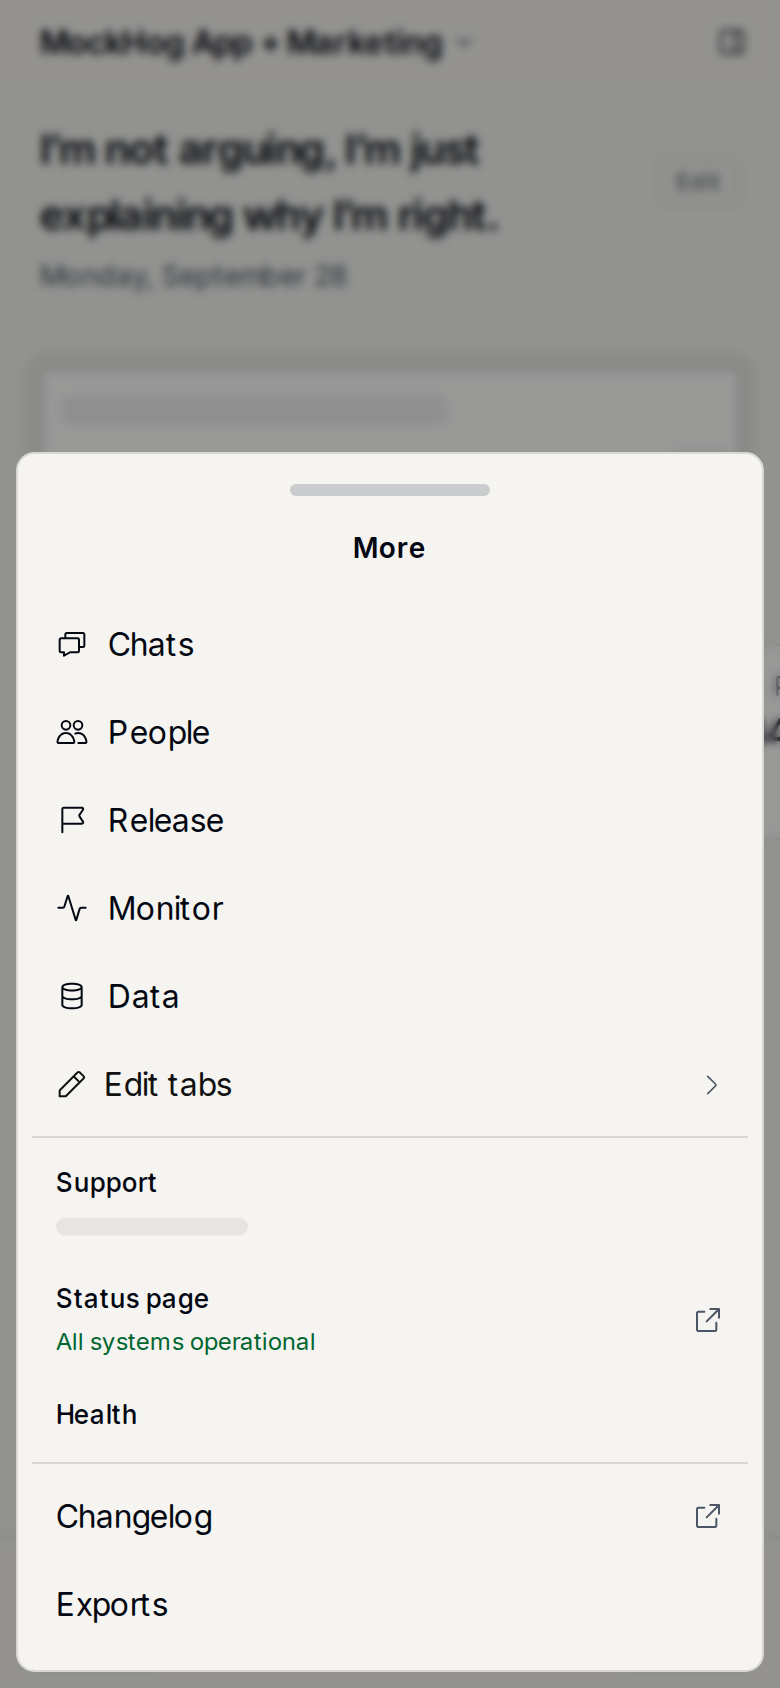 MockHog App + Marketing
I'm not arguing, I'm just
explaining why I'm right.
Edit
Monday, September 28
More
Chats
People
Release
Monitor
Data
Edit tabs
Support
Status page
All systems operational
Health
Changelog
Exports